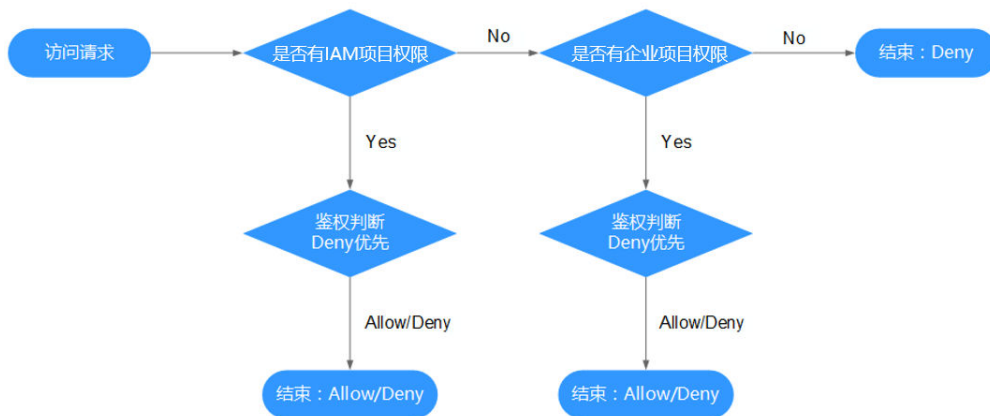 访问请求
是否有IAM项目权限
No
是否有企业项目权限
No
结束：Deny
Yes
Yes
鉴权判断
Deny优先
鉴权判断
Deny优先
Allow/Deny
Allow/Deny
结束：Allow/Deny
结束：Allow/Deny